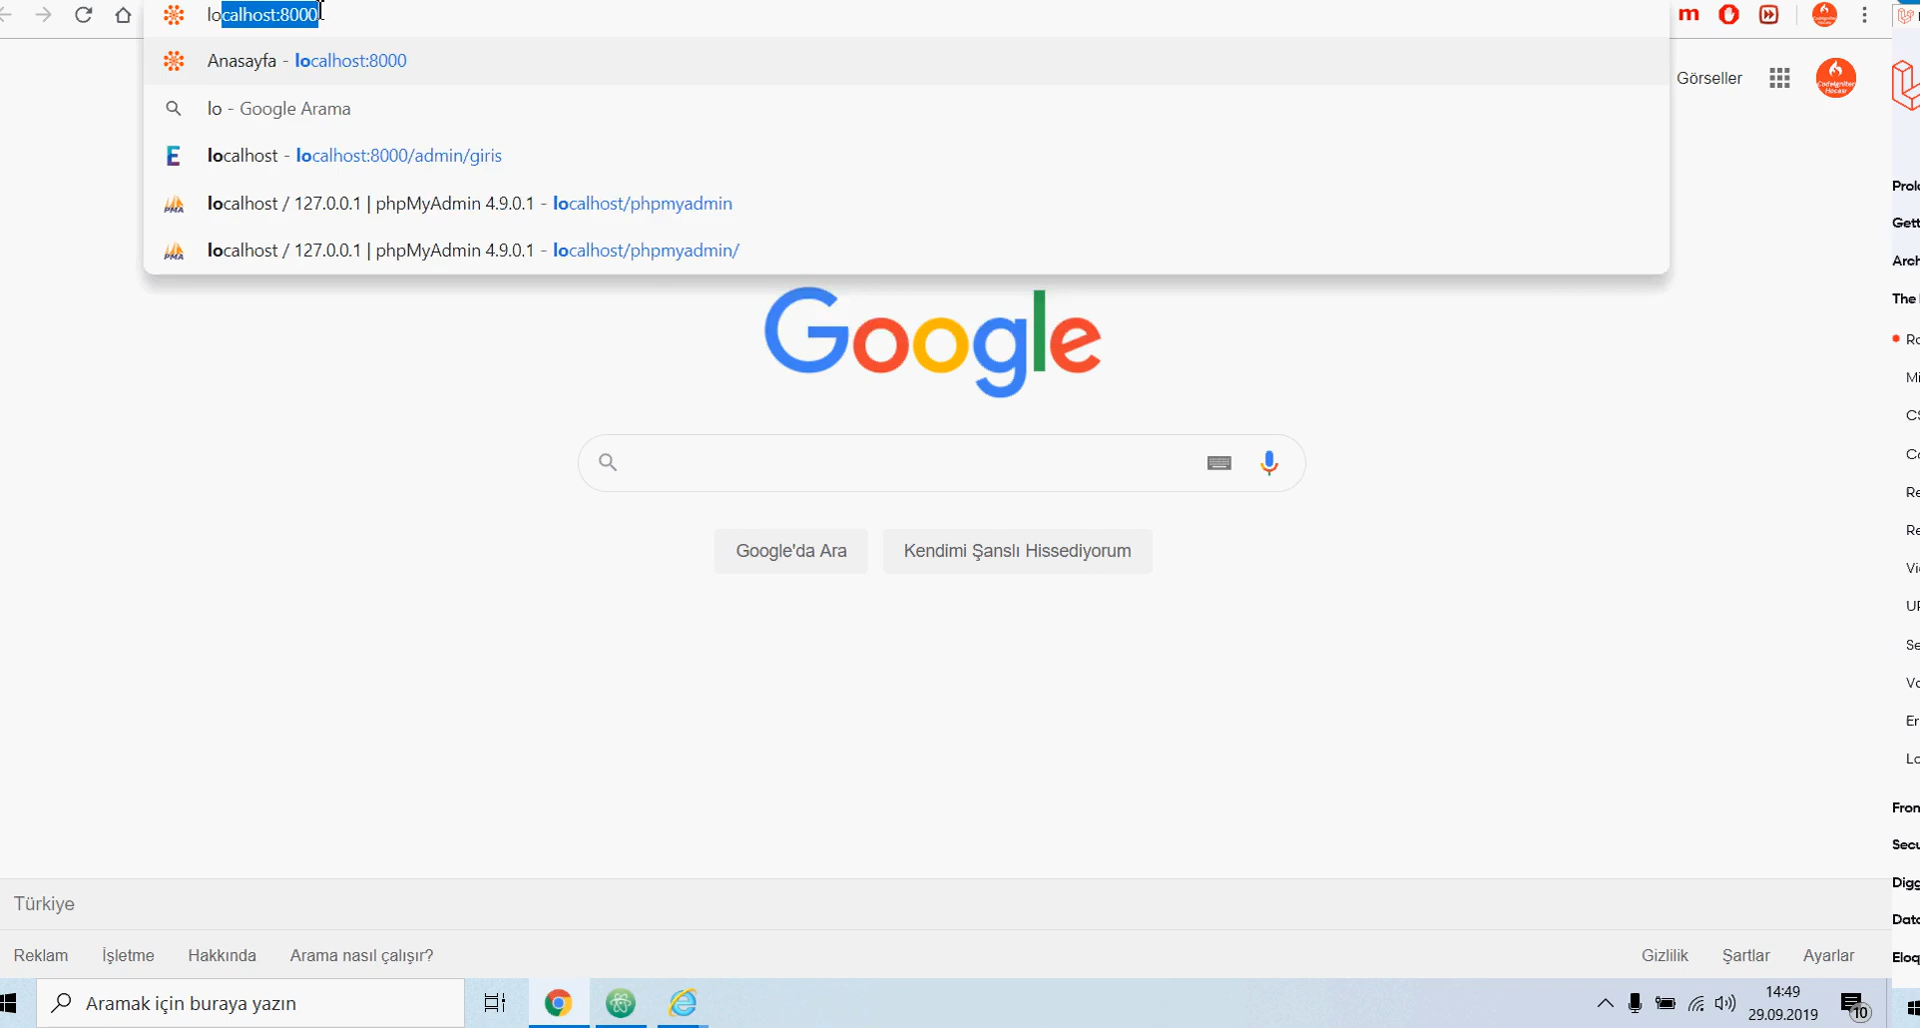 localhost:8000
Anasayfa - localhost:8000
lo - Google Arama
localhost - localhost:8000/admin/giris
localhost / 127.0.0.1 | phpMyAdmin 4.9.0.1 - localhost/phpmyadmin
localhost / 127.0.0.1 | phpMyAdmin 4.9.0.1 - localhost/phpmyadmin/
Görseller
Google
Google'da Ara
Kendimi Şanslı Hissediyorum
Türkiye
Reklam İşletme Hakkında Arama nasıl çalışır?
Gizlilik Şartlar Ayarlar
Aramak için buraya yazın
14:49
29.09.2019
10
The